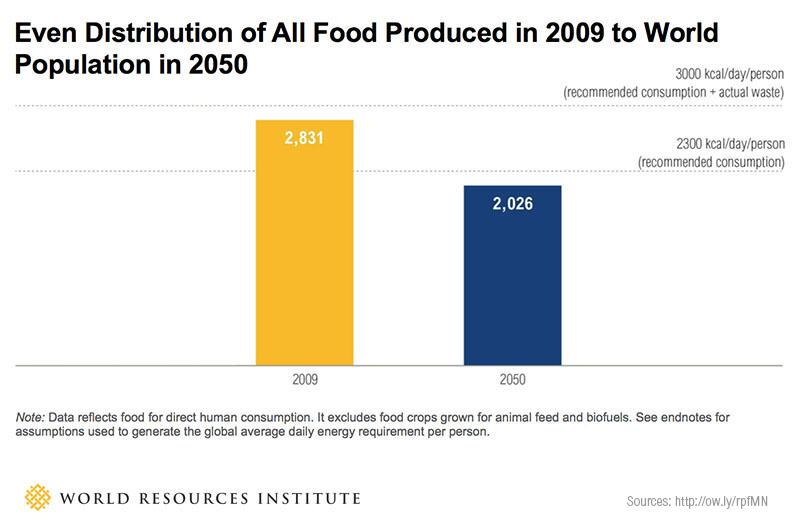 Even Distribution of All Food Produced in 2009 to World
Population in 2050
3000 kcal/day/person
(recommended consumption + actual waste)
2,831
2300 kcal/day/person
(recommended consumption)
2,026
2009
2050
Note: Data reflects food for direct human consumption. It excludes food crops grown for animal feed and biofuels. See endnotes for
assumptions used to generate the global average daily energy requirement per person.
WORLD RESOURCES INSTITUTE
Sources: http://ow.ly/rpfMN